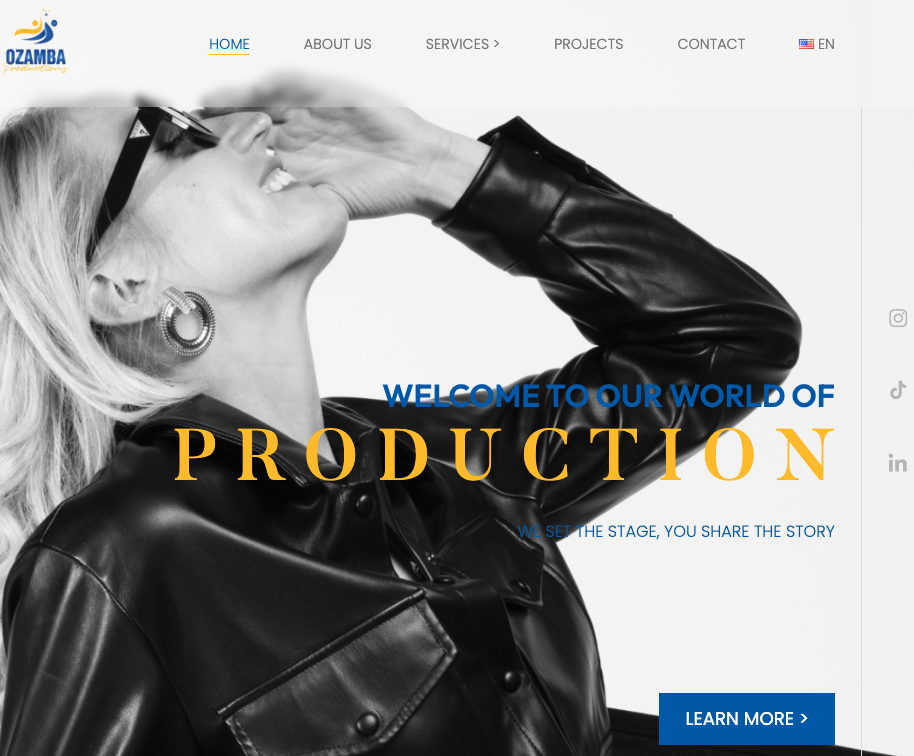 OZAMBA
productions
HOME
ABOUT US
SERVICES >
PROJECTS
CONTACT
EN
WELCOME TO OUR WORLD OF
PRODUCTION
WE SET THE STAGE, YOU SHARE THE STORY
LEARN MORE >